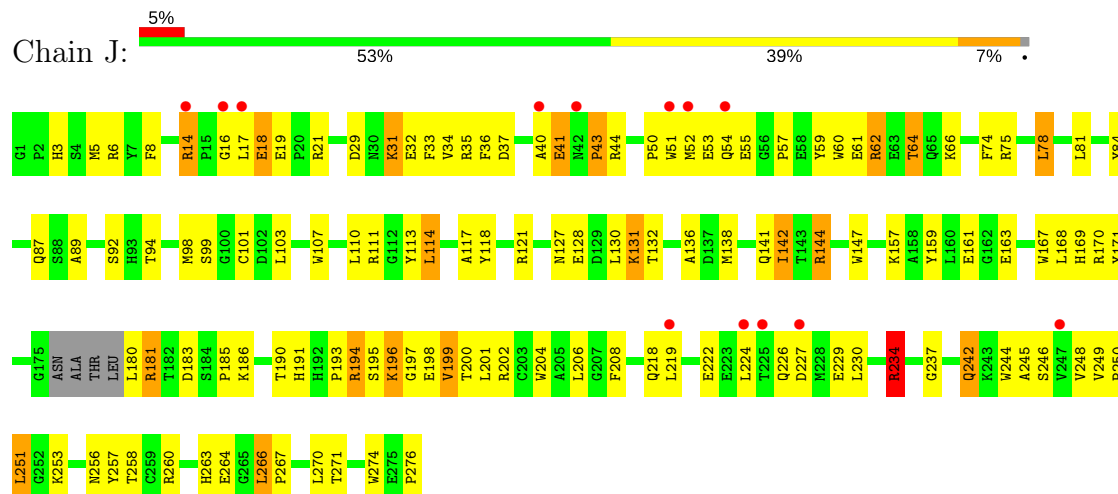 5%
Chain J:
53% 39% 7% •
G1 P2 H3 S4 M5 R6 Y7 F8 R14 P15 G16 L17 E18 E19 P20 R21 D29 N30 K31 E32 F33 V34 R35 F36 D37 A40 E41 N42 P43 R44 P50 W51 M52 E53 Q54 E55 G56 P57 E58 Y59 W60 E61 R62 E63 T64 Q65 K66 F74 R75 L78 L81 Y84
Q87 S88 A89 S92 H93 T94 M98 S99 G100 C101 D102 L103 W107 L110 R111 G112 Y113 L114 A117 Y118 R121 N127 E128 D129 L130 K131 T132 A136 D137 M138 Q141 I142 T143 R144 W147 K157 A158 Y159 L160 E161 G162 E163 W167 L168 H169 R170 Y171
G175 ASN ALA THR LEU L180 R181 T182 D183 S184 P185 K186 T190 H191 H192 P193 R194 S195 K196 G197 E198 V199 T200 L201 R202 C203 W204 A205 L206 G207 F208 Q218 L219 E222 E223 L224 T225 Q226 D227 M228 E229 L230 R234 G237 Q242 K243 W244 A245 S246 V247 V248 V249 P250
L251 G252 K253 N256 Y257 T258 C259 R260 H263 E264 G265 L266 P267 L270 T271 W274 E275 P276